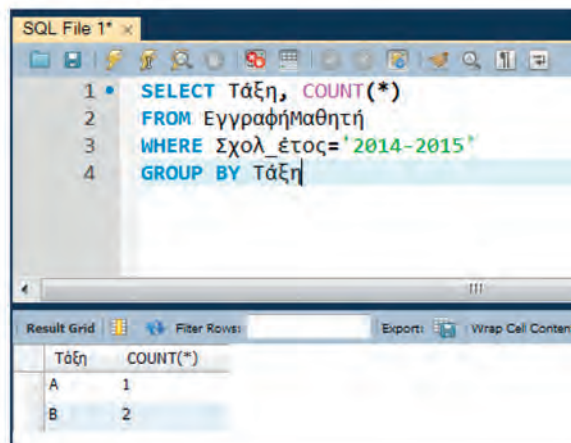 SQL File 1* ×
1 SELECT Τάξη, COUNT(*)
2 FROM ΕγγραφήΜαθητή
3 WHERE Σχολ_έτος='2014-2015'
4 GROUP BY Τάξη
Result Grid Filter Rows: Export: Wrap Cell Conten
Τάξη COUNT(*)
Α 1
Β 2